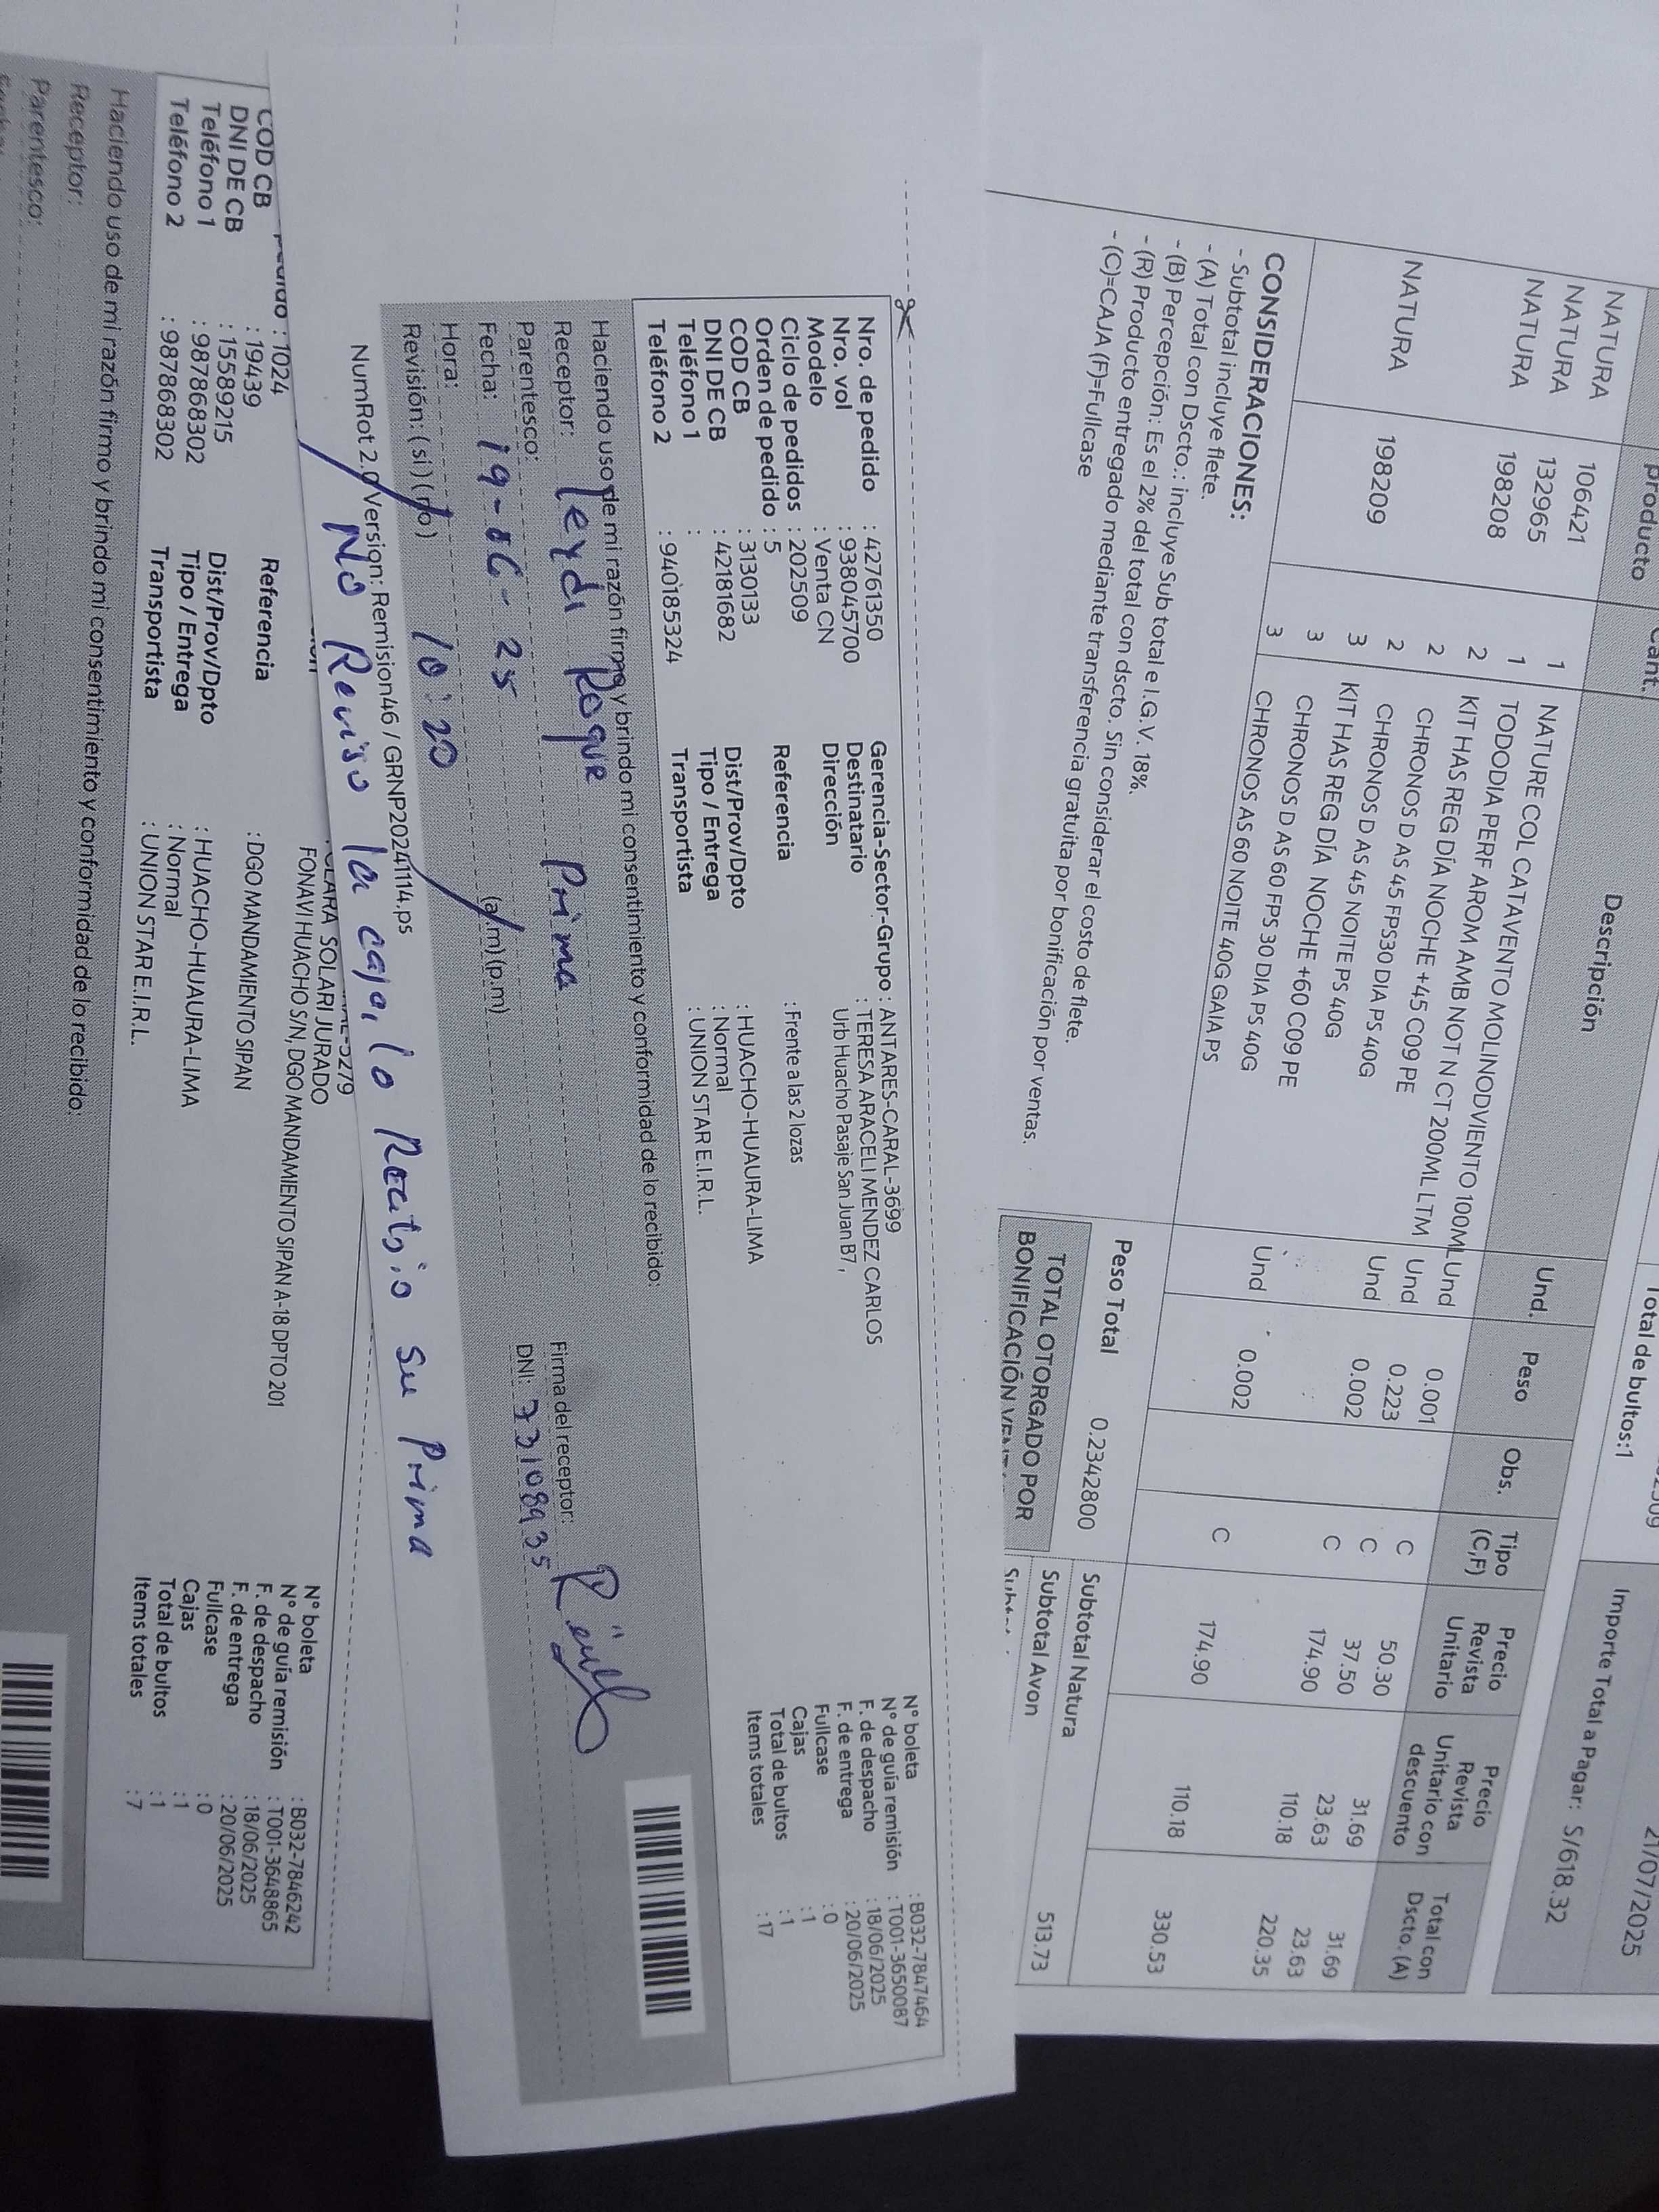 Total de bultos:1
Importe Total a Pagar: S/618.32
21/07/2025
Producto
Cant.
Descripción
Und.
Peso
Obs.
Tipo (C,F)
Precio Revista Unitario
Precio Revista Unitario con descuento
Total con Dscto. (A)
NATURA 106421 1 NATURE COL CATAVENTO MOLINODVIENTO 100ML Und 0.001 C 50.30 31.69 31.69
NATURA 132965 1 TODODIA PERF AROM AMB NOT N CT 200ML LTM Und 0.223 C 37.50 23.63 23.63
NATURA 198208 2 KIT HAS REG DÍA NOCHE +45 C09 PE Und 0.002 C 174.90 110.18 220.35
2 CHRONOS D AS 45 FPS30 DIA PS 40G
2 CHRONOS D AS 45 NOITE PS 40G
NATURA 198209 3 KIT HAS REG DÍA NOCHE +60 C09 PE Und 0.002 C 174.90 110.18 330.53
3 CHRONOS D AS 60 FPS 30 DIA PS 40G
3 CHRONOS AS 60 NOITE 40G GAIA PS
Peso Total 0.2342800
CONSIDERACIONES:
- Subtotal incluye flete.
- (A) Total con Dscto.: incluye Sub total e I.G.V. 18%.
- (B) Percepción: Es el 2% del total con dscto. Sin considerar el costo de flete.
- (R) Producto entregado mediante transferencia gratuita por bonificación por ventas.
- (C)=CAJA (F)=Fullcase
Subtotal Natura
Subtotal Avon 513.73
TOTAL OTORGADO POR
BONIFICACIÓN
Nro. de pedido : 42761350
Nro. vol : 9380457​00
Modelo : Venta CN
Ciclo de pedidos : 202509
Orden de pedido : 5
COD CB : 3130133
DNI DE CB : 42181682
Teléfono 1 :
Teléfono 2 : 940185324
Gerencia-Sector-Grupo : ANTARES-CARAL-3699
Destinatario : TERESA ARACELI MENDEZ CARLOS
Dirección Urb Huacho Pasaje San Juan B7 ,
Referencia : Frente a las 2 lozas
Dist/Prov/Dpto : HUACHO-HUAURA-LIMA
Tipo / Entrega : Normal
Transportista : UNION STAR E.I.R.L.
N° boleta : B032-7847464
N° de guía remisión : T001-3650087
F. de despacho : 18/06/2025
F. de entrega : 20/06/2025
Fullcase : 0
Cajas : 1
Total de bultos : 1
Items totales : 17
Haciendo uso de mi razón firmo y brindo mi consentimiento y conformidad de lo recibido:
Receptor: Leydi Roque Prima
Parentesco:
Fecha: 19-06-25
Hora: 10:20 (a.m) (p.m)
Revisión: (si) (no)
Firma del receptor:
DNI: 73108935
NumRot 2.0 Version: Remision46 / GRNP20241114.ps
No Reviso la caja, lo Recibio su Prima
SOLARI JURADO
FONAVI HUACHO S/N, DGO MANDAMIENTO SIPAN A-18 DPTO 201
: 1024
COD CB : 19439
DNI DE CB : 15589215
Teléfono 1 : 987868302
Teléfono 2 : 987868302
Referencia : DGO MANDAMIENTO SIPAN
Dist/Prov/Dpto : HUACHO-HUAURA-LIMA
Tipo / Entrega : Normal
Transportista : UNION STAR E.I.R.L.
N° boleta : B032-7846242
N° de guía remisión : T001-3648865
F. de despacho : 18/06/2025
F. de entrega : 20/06/2025
Fullcase : 0
Cajas : 1
Total de bultos : 1
Items totales : 7
Haciendo uso de mi razón firmo y brindo mi consentimiento y conformidad de lo recibido:
Receptor:
Parentesco: